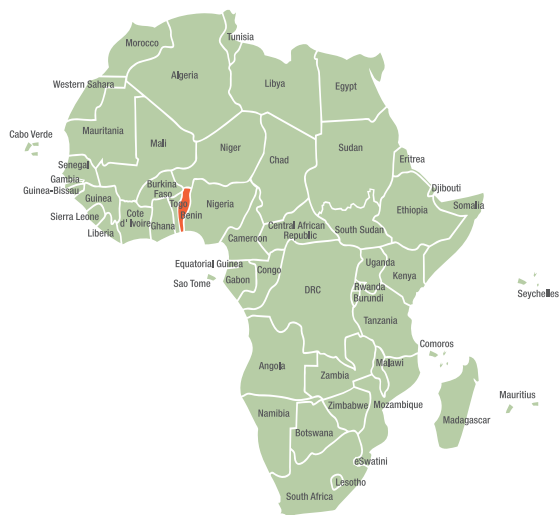 Tunisia
Morocco
Algeria
Libya
Egypt
Western Sahara
Mauritania
Mali
Niger
Chad
Sudan
Eritrea
Cabo Verde
Senegal
Gambia
Guinea-Bissau
Guinea
Sierra Leone
Liberia
Cote
d' Ivoire
Burkina
Faso
Ghana
Togo
Benin
Nigeria
Cameroon
Central African
Republic
South Sudan
Ethiopia
Djibouti
Somalia
Equatorial Guinea
Sao Tome
Gabon
Congo
DRC
Uganda
Kenya
Rwanda
Burundi
Tanzania
Seychelles
Comoros
Angola
Zambia
Malawi
Mozambique
Zimbabwe
Namibia
Botswana
Madagascar
Mauritius
eSwatini
Lesotho
South Africa